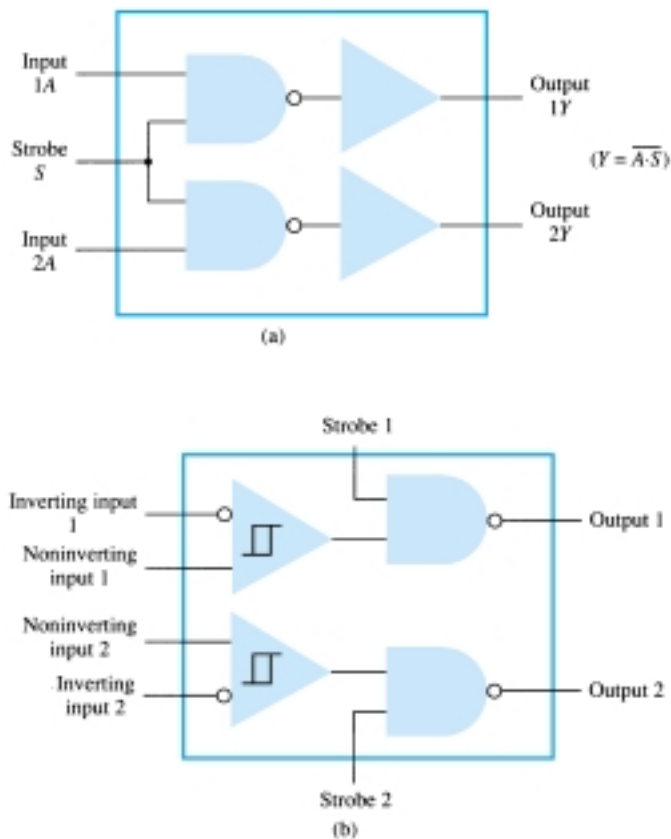 Input
1A
Output
1Y
Strobe
S
(Y = \overline{A·S})
Input
2A
Output
2Y
(a)
Strobe 1
Inverting input
1
Output 1
Noninverting
input 1
Noninverting
input 2
Inverting
input 2
Output 2
Strobe 2
(b)